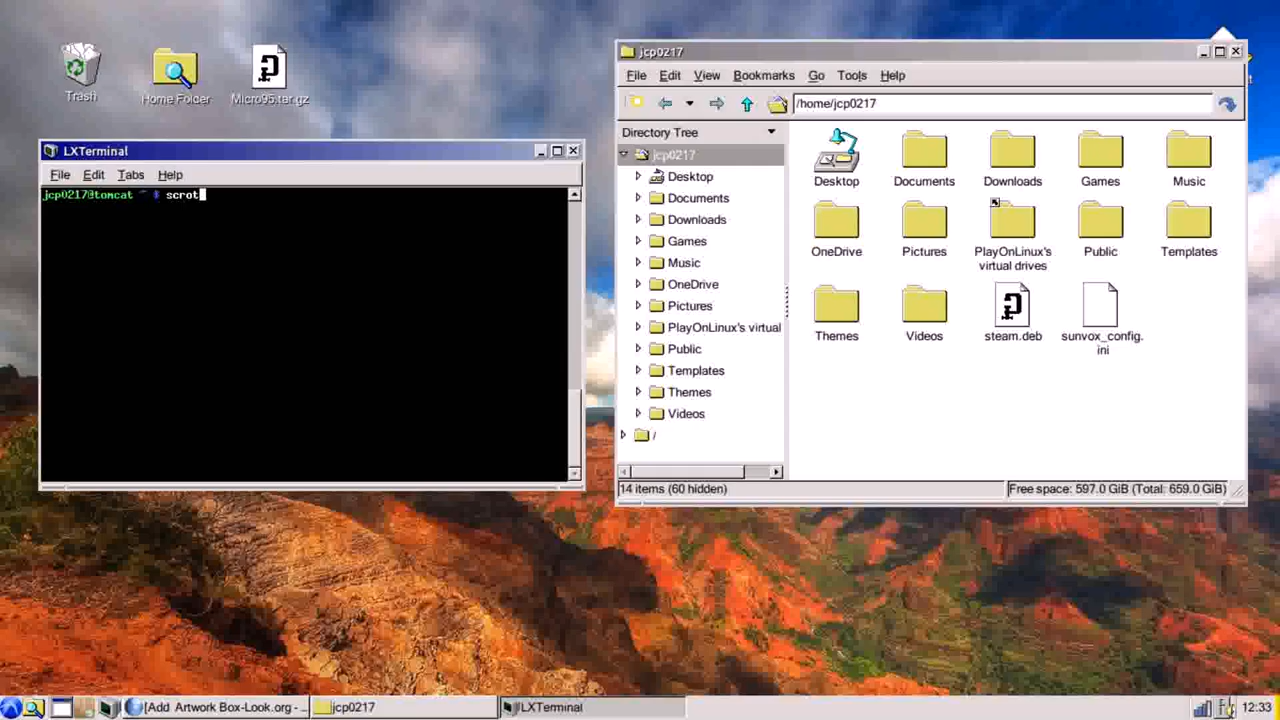 Trash
Home Folder
Micro95.tar.gz
LXTerminal
File Edit Tabs Help
jcp0217@tomcat ~ $ scrot
jcp0217
File Edit View Bookmarks Go Tools Help
/home/jcp0217
Directory Tree
jcp0217
Desktop
Documents
Downloads
Games
Music
OneDrive
Pictures
PlayOnLinux's virtual
Public
Templates
Themes
Videos
/
Desktop Documents Downloads Games Music
OneDrive Pictures PlayOnLinux's Public Templates
virtual drives
Themes Videos steam.deb sunvox_config.
ini
14 items (60 hidden) Free space: 597.0 GiB (Total: 659.0 GiB)
[Add Artwork Box-Look.org - ... jcp0217 LXTerminal 12:33